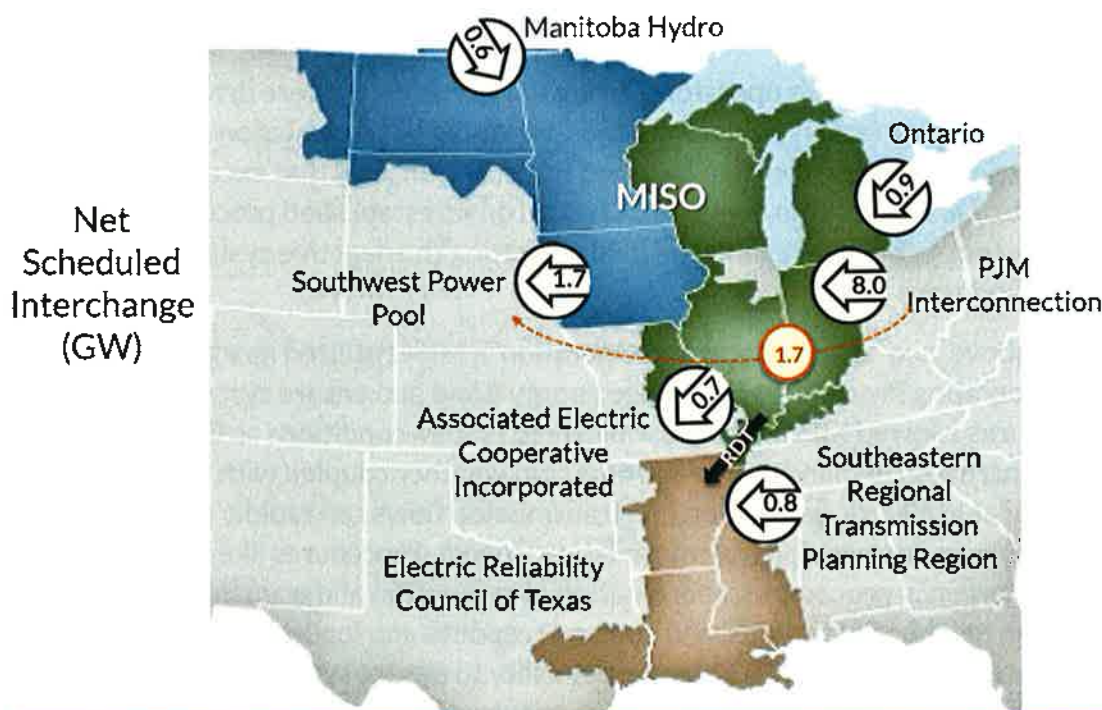 Manitoba Hydro
0.6
Ontario
0.9
MISO
Net
Scheduled
Interchange
(GW)
Southwest Power
Pool
1.7
8.0
PJM
Interconnection
1.7
0.7
Associated Electric
Cooperative
Incorporated
RDT
0.8
Southeastern
Regional
Transmission
Planning Region
Electric Reliability
Council of Texas